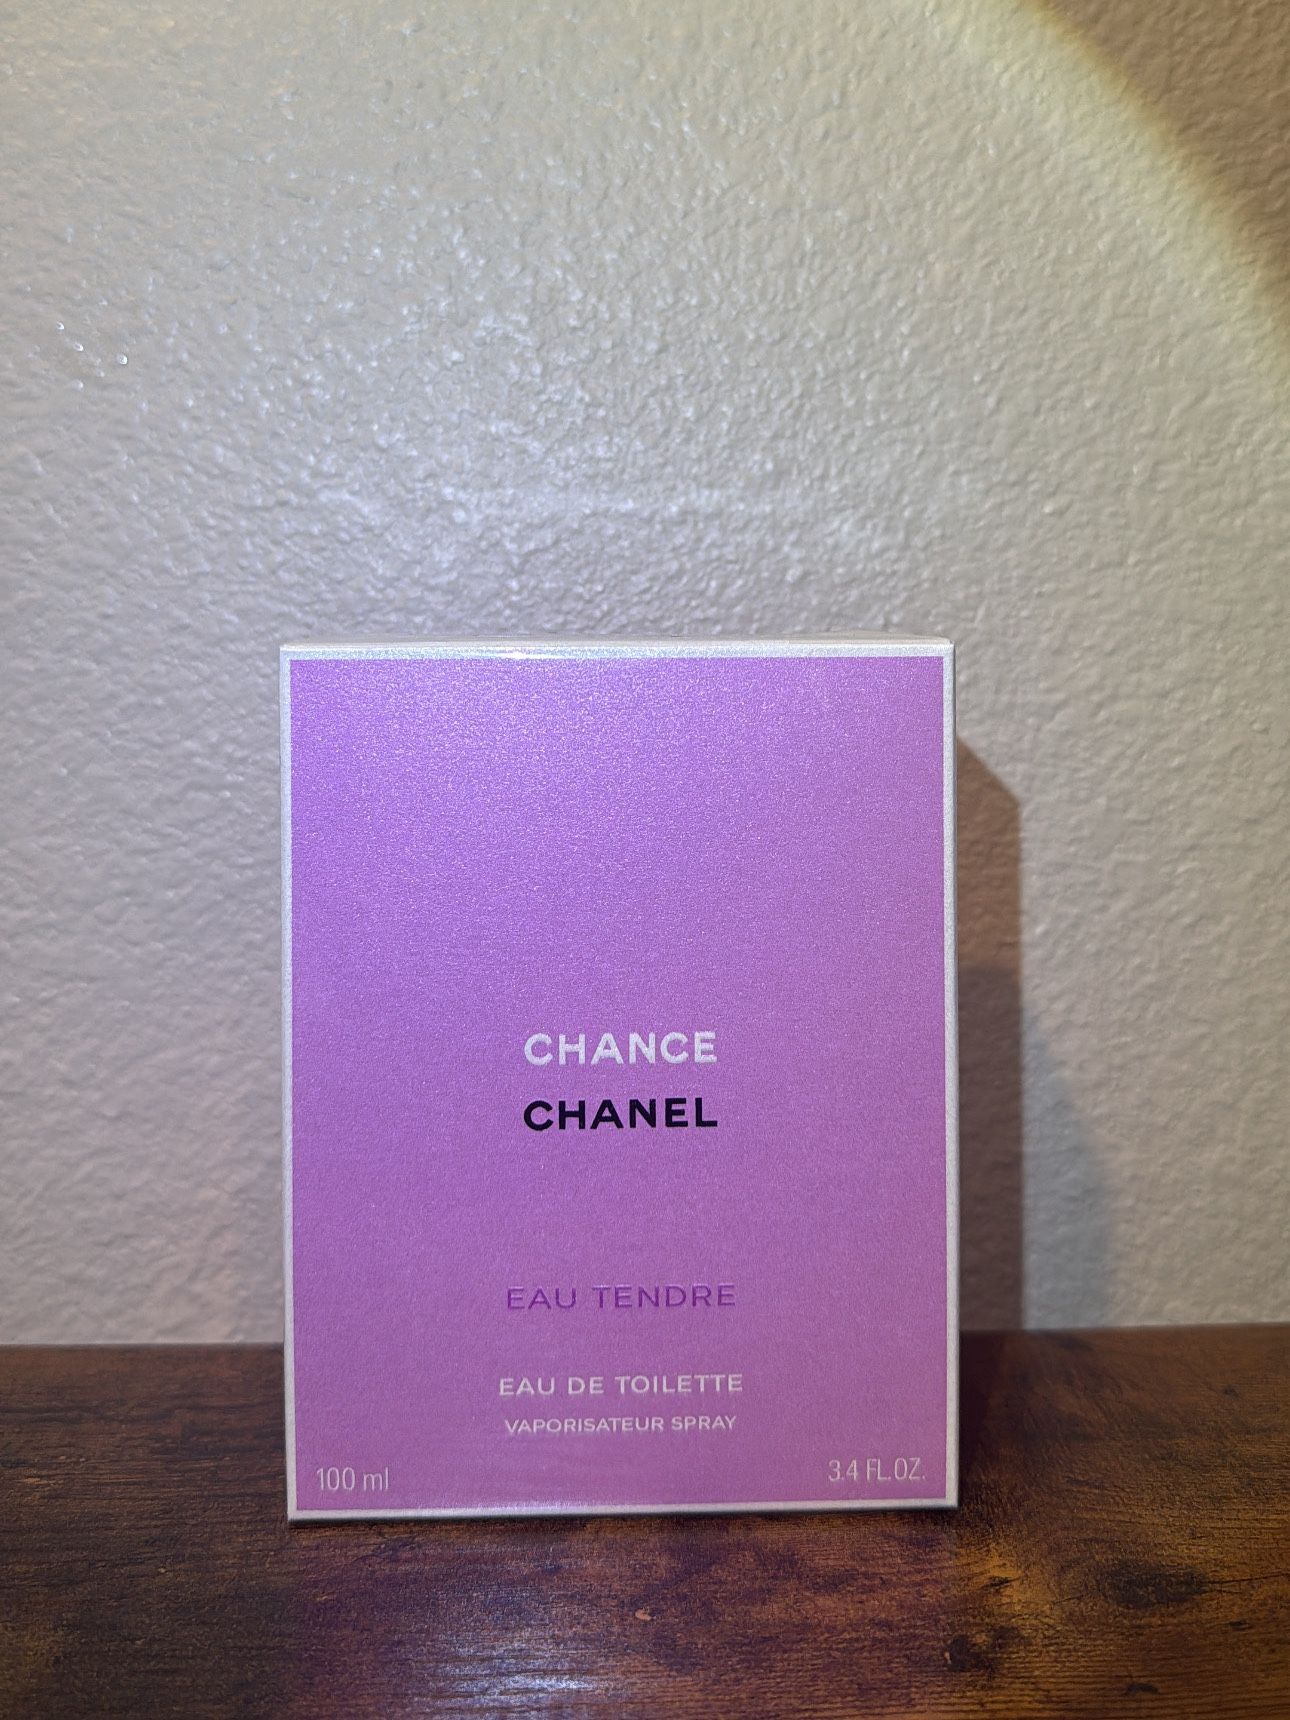 CHANCE
CHANEL
EAU TENDRE
EAU DE TOILETTE
VAPORISATEUR SPRAY
100 ml 3.4 FL.OZ.